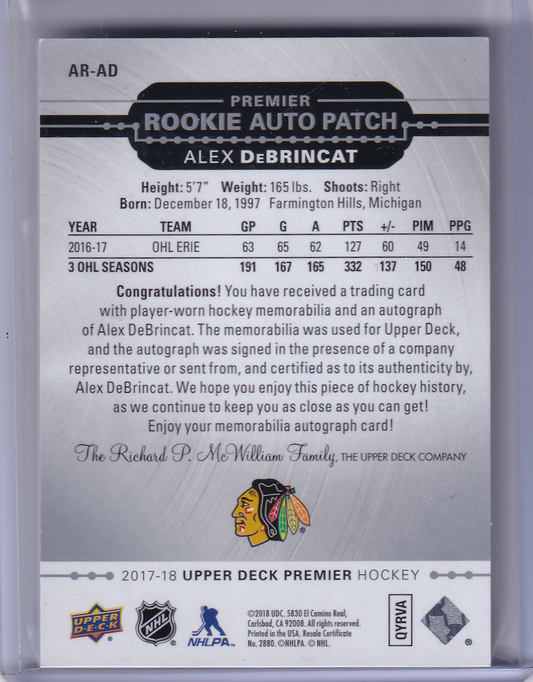 AR-AD
PREMIER
ROOKIE AUTO PATCH
ALEX DeBRINCAT
Height: 5'7" Weight: 165 lbs. Shoots: Right
Born: December 18, 1997 Farmington Hills, Michigan
YEAR TEAM GP G A PTS +/- PIM PPG
2016-17 OHL ERIE 63 65 62 127 60 49 14
3 OHL SEASONS 191 167 165 332 137 150 48
Congratulations! You have received a trading card
with player-worn hockey memorabilia and an autograph
of Alex DeBrincat. The memorabilia was used for Upper Deck,
and the autograph was signed in the presence of a company
representative or sent from, and certified as to its authenticity by,
Alex DeBrincat. We hope you enjoy this piece of hockey history,
as we continue to keep you as close as you can get!
Enjoy your memorabilia autograph card!
The Richard P. McWilliam Family, THE UPPER DECK COMPANY
®
2017-18 UPPER DECK PREMIER HOCKEY
UPPER DECK
NHL
NHLPA
©2018 UDC. 5830 El Camino Real,
Carlsbad, CA 92008. All rights reserved.
Printed in the USA. Resale Certificate
No. 2880. ©NHLPA. © NHL.
QYRVA
®